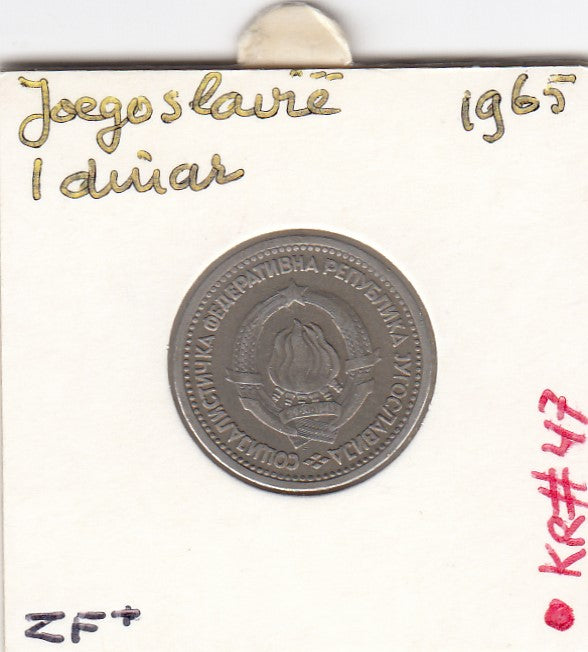 Joegoslavië 1965
1 dinar
СОЦИЈАЛИСТИЧКА ФЕДЕРАТИВНА РЕПУБЛИКА ЈУГОСЛАВИЈА
KR#47
ZF+